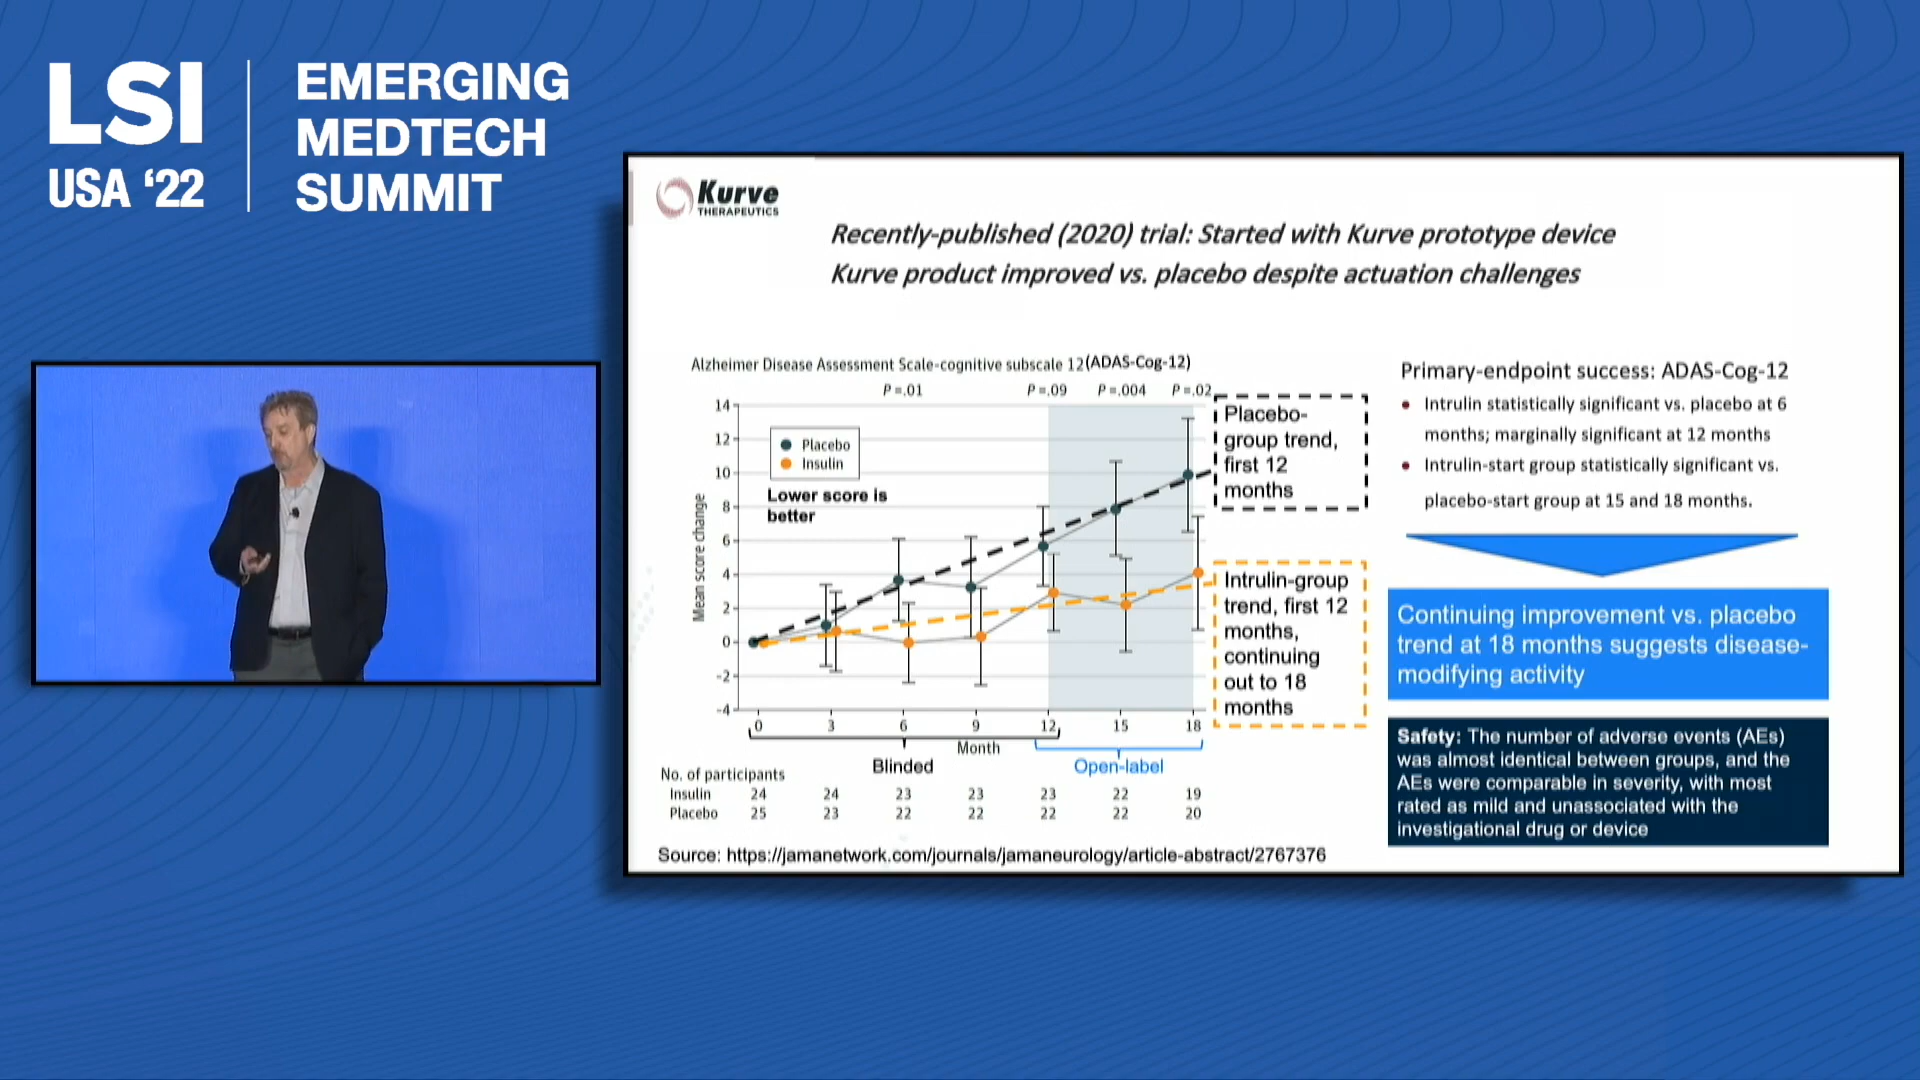 LSI
USA ‘22
EMERGING
MEDTECH
SUMMIT
Kurve
THERAPEUTICS
Recently-published (2020) trial: Started with Kurve prototype device
Kurve product improved vs. placebo despite actuation challenges
Alzheimer Disease Assessment Scale-cognitive subscale 12 (ADAS-Cog-12)
P =.01 P =.09 P =.004 P =.02
14
12
10
8
6
4
2
0
-2
-4
Mean score change
Placebo
Insulin
Lower score is
better
0 3 6 9 12 15 18
Month
Blinded
Open-label
Placebo-
group trend,
first 12
months
Intrulin-group
trend, first 12
months,
continuing
out to 18
months
No. of participants
Insulin 24 24 23 23 23 22 19
Placebo 25 23 22 22 22 22 20
Source: https://jamanetwork.com/journals/jamaneurology/article-abstract/2767376
Primary-endpoint success: ADAS-Cog-12
• Intrulin statistically significant vs. placebo at 6
months; marginally significant at 12 months
• Intrulin-start group statistically significant vs.
placebo-start group at 15 and 18 months.
Continuing improvement vs. placebo
trend at 18 months suggests disease-
modifying activity
Safety: The number of adverse events (AEs)
was almost identical between groups, and the
AEs were comparable in severity, with most
rated as mild and unassociated with the
investigational drug or device